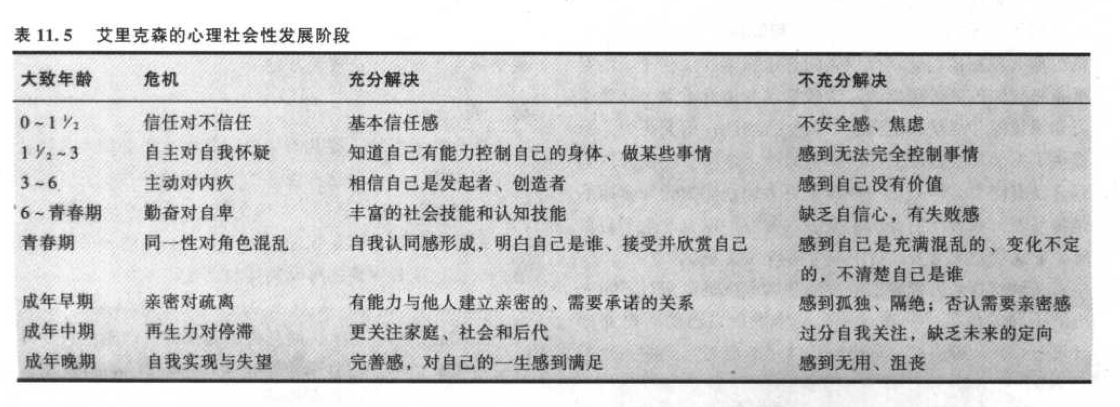 表 11.5 艾里克森的心理社会性发展阶段
大致年龄 危机 充分解决 不充分解决
0~1 ½ 信任对不信任 基本信任感 不安全感、焦虑
1 ½~3 自主对自我怀疑 知道自己有能力控制自己的身体、做某些事情 感到无法完全控制事情
3~6 主动对内疚 相信自己是发起者、创造者 感到自己没有价值
6~青春期 勤奋对自卑 丰富的社会技能和认知技能 缺乏自信心，有失败感
青春期 同一性对角色混乱 自我认同感形成，明白自己是谁、接受并欣赏自己 感到自己是充满混乱的、变化不定
的，不清楚自己是谁
成年早期 亲密对疏离 有能力与他人建立亲密的、需要承诺的关系 感到孤独、隔绝；否认需要亲密感
成年中期 再生力对停滞 更关注家庭、社会和后代 过分自我关注，缺乏未来的定向
成年晚期 自我实现与失望 完善感，对自己的一生感到满足 感到无用、沮丧